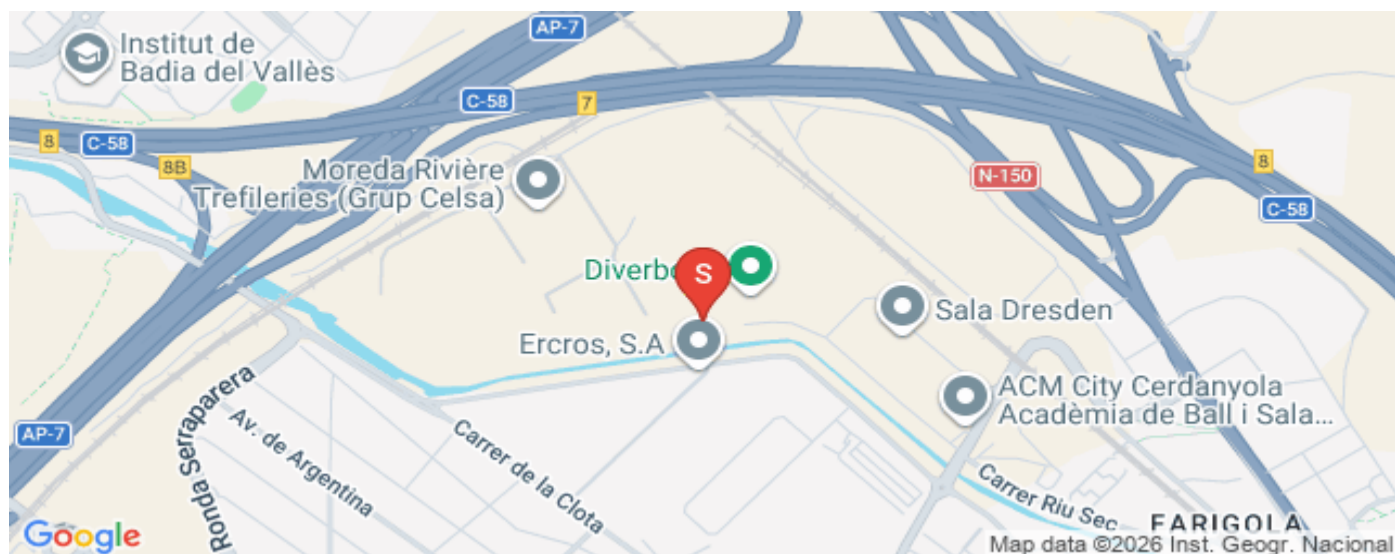 AP-7
Institut de
Badia del Vallès
C-58
7
8
C-58
8B
Moreda Rivière
Trefileries (Grup Celsa)
N-150
8
C-58
S
Sala Dresden
Ercros, S.A
ACM City Cerdanyola
Acadèmia de Ball i Sala...
AP-7
Ronda Serraparera
Av. de Argentina
Carrer de la Clota
Carrer Riu Sec
FARIGOLA
Google
Map data ©2026 Inst. Geogr. Nacional